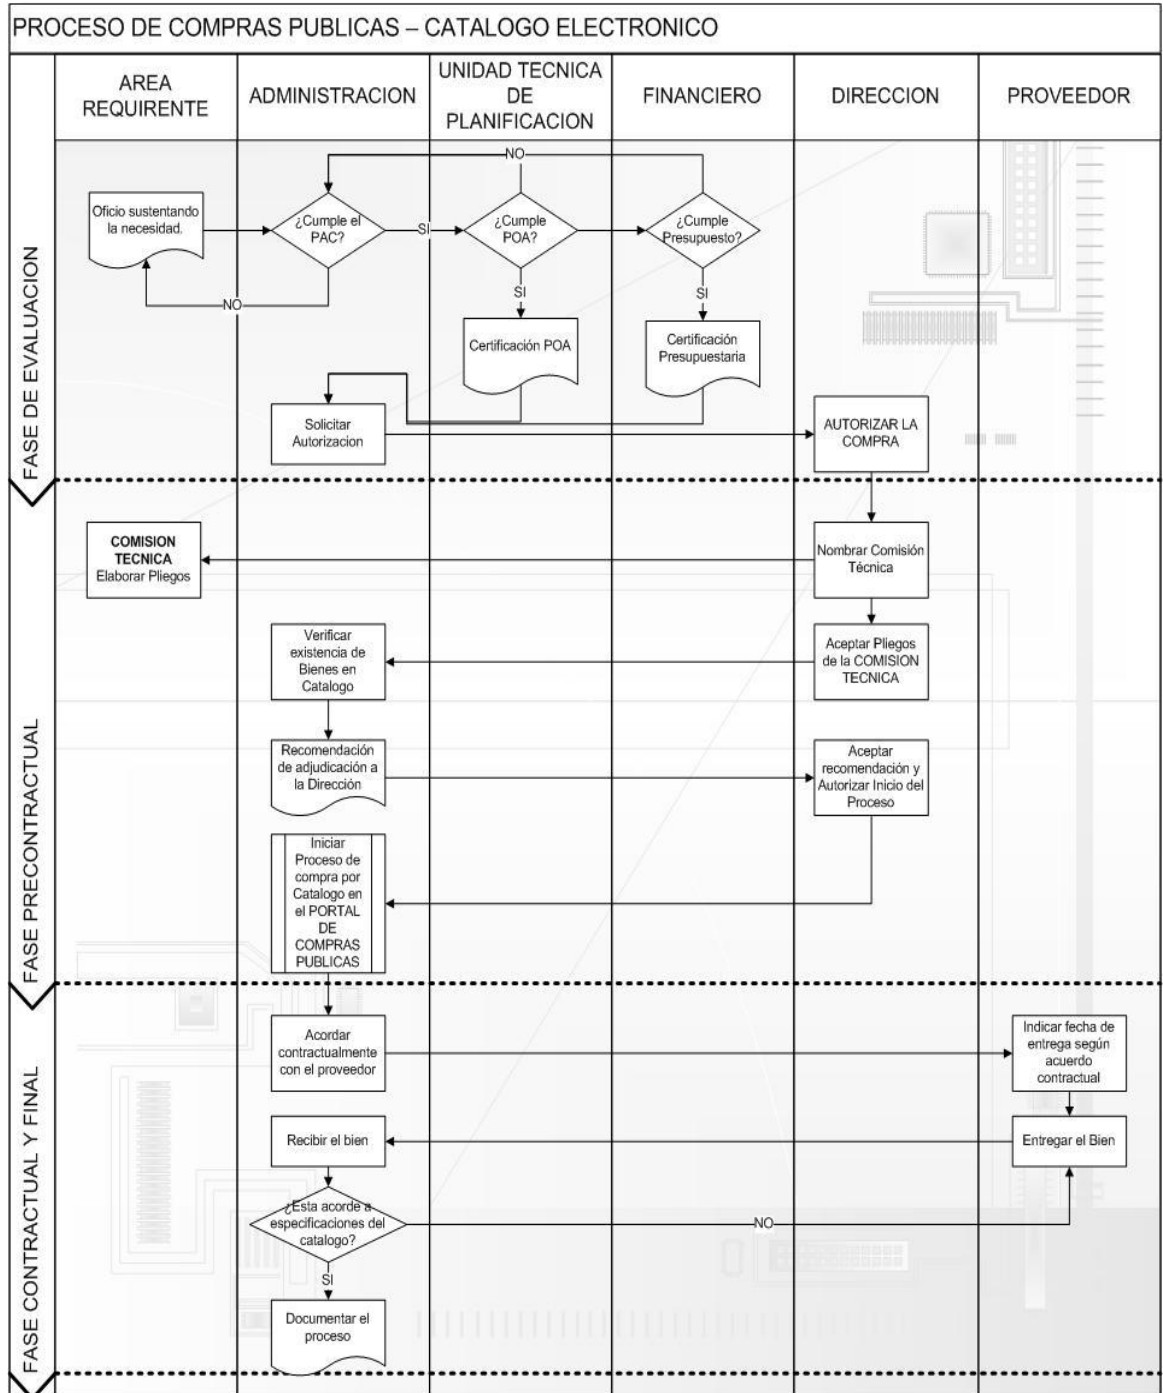 PROCESO DE COMPRAS PUBLICAS – CATALOGO ELECTRONICO
AREA
REQUIRENTE
ADMINISTRACION
UNIDAD TECNICA
DE
PLANIFICACION
FINANCIERO
DIRECCION
PROVEEDOR
FASE DE EVALUACION
NO
Oficio sustentando
la necesidad.
¿Cumple el
PAC?
SI
¿Cumple
POA?
¿Cumple
Presupuesto?
NO
SI
SI
Certificación POA
Certificación
Presupuestaria
Solicitar
Autorizacion
AUTORIZAR LA
COMPRA
FASE PRECONTRACTUAL
COMISION
TECNICA
Elaborar Pliegos
Nombrar Comisión
Técnica
Verificar
existencia de
Bienes en
Catalogo
Aceptar Pliegos
de la COMISION
TECNICA
Recomendación
de adjudicación a
la Dirección
Aceptar
recomendación y
Autorizar Inicio del
Proceso
Iniciar
Proceso de
compra por
Catalogo en
el PORTAL
DE
COMPRAS
PUBLICAS
FASE CONTRACTUAL Y FINAL
Acordar
contractualmente
con el proveedor
Indicar fecha de
entrega según
acuerdo
contractual
Recibir el bien
Entregar el Bien
¿Esta acorde a
especificaciones del
catalogo?
NO
SI
Documentar el
proceso